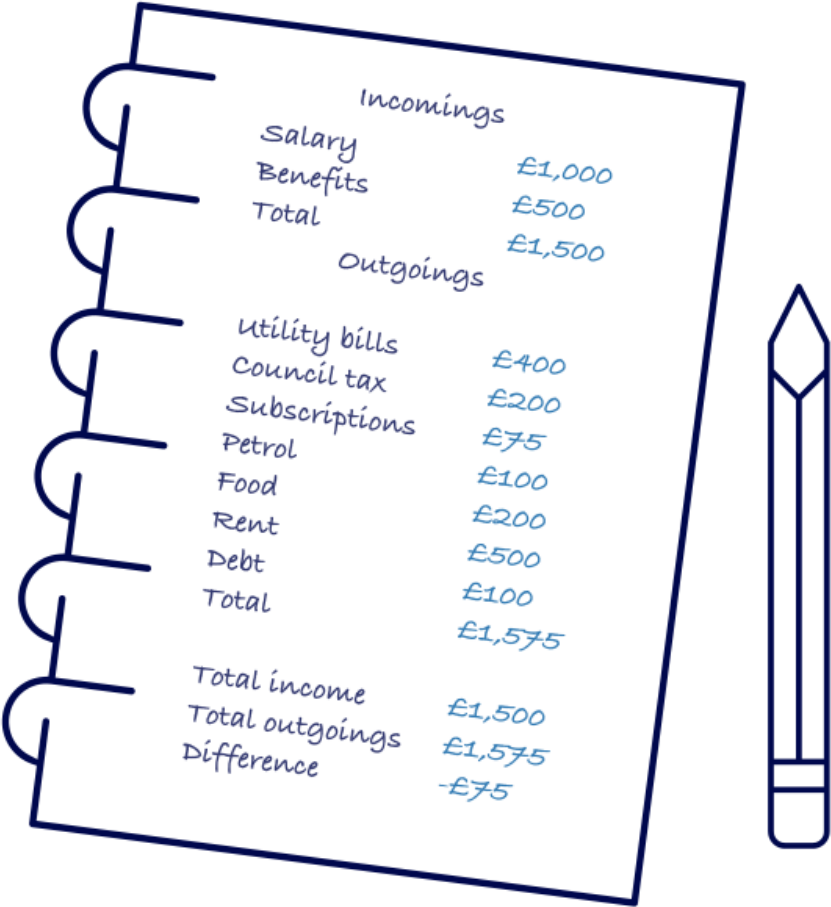 Incomings
Salary £1,000
Benefits £500
Total £1,500
Outgoings
Utility bills £400
Council tax £200
Subscriptions £75
Petrol £100
Food £200
Rent £500
Debt £100
Total £1,575
Total income £1,500
Total outgoings £1,575
Difference -£75